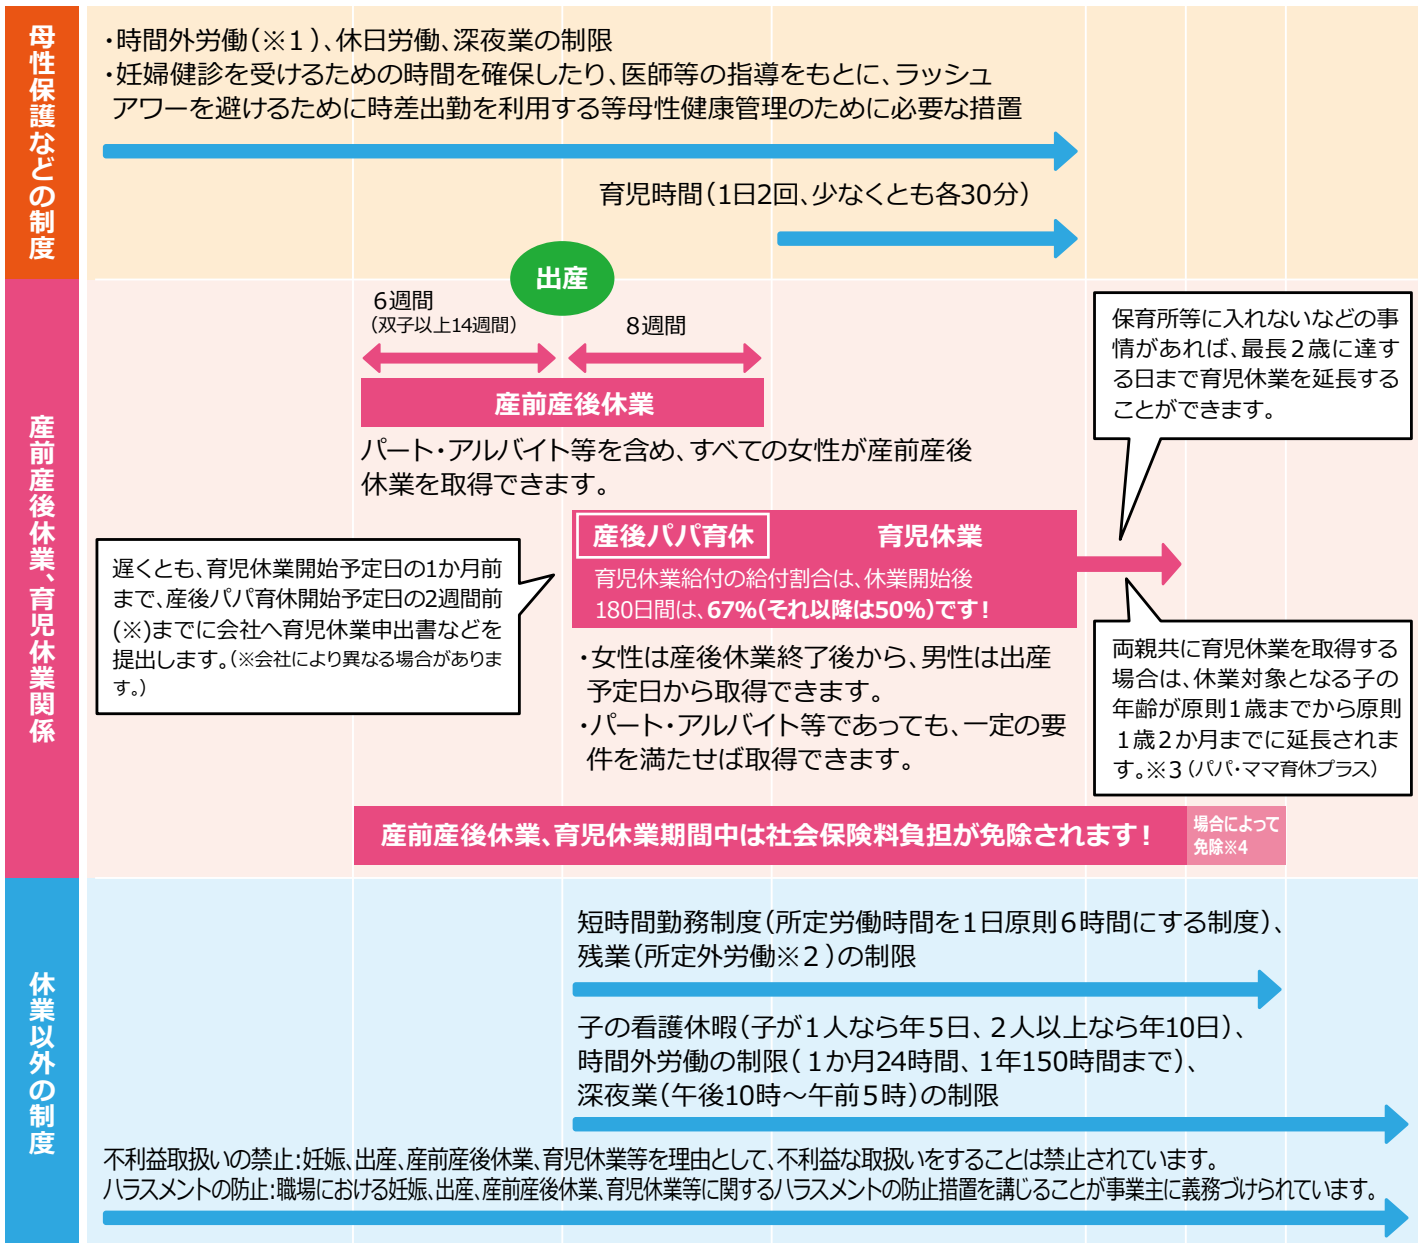 母性保護などの制度
・時間外労働(※1)、休日労働、深夜業の制限
・妊婦健診を受けるための時間を確保したり、医師等の指導をもとに、ラッシュ
アワーを避けるために時差出勤を利用する等母性健康管理のために必要な措置
育児時間(1日2回、少なくとも各30分)
出産
産前産後休業、育児休業関係
6週間
(双子以上14週間)
8週間
産前産後休業
パート・アルバイト等を含め、すべての女性が産前産後
休業を取得できます。
保育所等に入れないなどの事
情があれば、最長2歳に達す
る日まで育児休業を延長する
ことができます。
産後パパ育休
育児休業
育児休業給付の給付割合は、休業開始後
180日間は、67%(それ以降は50%)です!
遅くとも、育児休業開始予定日の1か月前
まで、産後パパ育休開始予定日の2週間前
(※)までに会社へ育児休業申出書などを
提出します。(※会社により異なる場合がありま
す。)
・女性は産後休業終了後から、男性は出産
予定日から取得できます。
・パート・アルバイト等であっても、一定の要
件を満たせば取得できます。
両親共に育児休業を取得する
場合は、休業対象となる子の
年齢が原則1歳までから原則
1歳2か月までに延長されま
す。※3(パパ・ママ育休プラス)
産前産後休業、育児休業期間中は社会保険料負担が免除されます!
場合によって
免除※4
休業以外の制度
短時間勤務制度(所定労働時間を1日原則6時間にする制度)、
残業(所定外労働※2)の制限
子の看護休暇(子が1人なら年5日、2人以上なら年10日)、
時間外労働の制限(1か月24時間、1年150時間まで)、
深夜業(午後10時~午前5時)の制限
不利益取扱いの禁止:妊娠、出産、産前産後休業、育児休業等を理由として、不利益な取扱いをすることは禁止されています。
ハラスメントの防止:職場における妊娠、出産、産前産後休業、育児休業等に関するハラスメントの防止措置を講じることが事業主に義務づけられています。